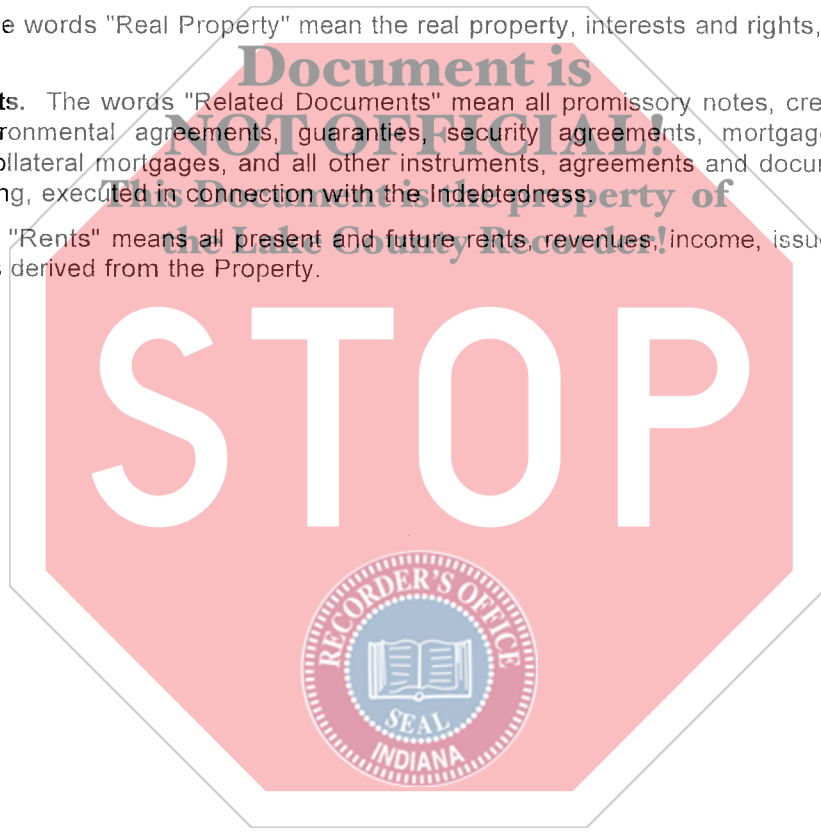 e words "Real Property" mean the real property, interests and rights,
Document is
ts. The words "Related Documents" mean all promissory notes, cre
NOT OFFICIAL!
ronmental agreements, guaranties, security agreements, mortgag
ollateral mortgages, and all other instruments, agreements and docu
This Document is the property of
ng, executed in connection with the Indebtedness.
the Lake County Recorder!
"Rents" means all present and future rents, revenues, income, issu
s derived from the Property.
STOP
RECORDER'S OFFICE
SEAL
INDIANA